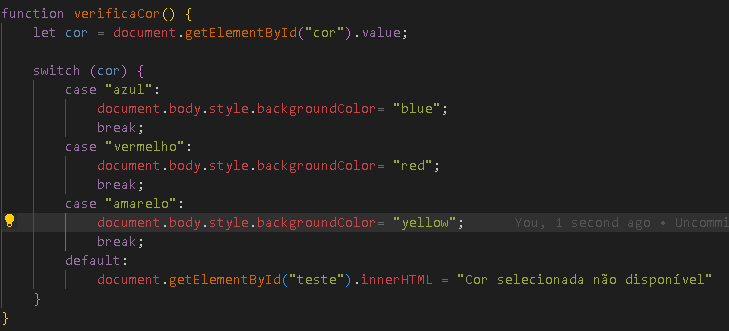 function verificaCor() {
    let cor = document.getElementById("cor").value;

    switch (cor) {
        case "azul":
            document.body.style.backgroundColor= "blue";
            break;
        case "vermelho":
            document.body.style.backgroundColor= "red";
            break;
        case "amarelo":
            document.body.style.backgroundColor= "yellow";      You, 1 second ago • Uncommi
            break;
        default:
            document.getElementById("teste").innerHTML = "Cor selecionada não disponível"
    }
}